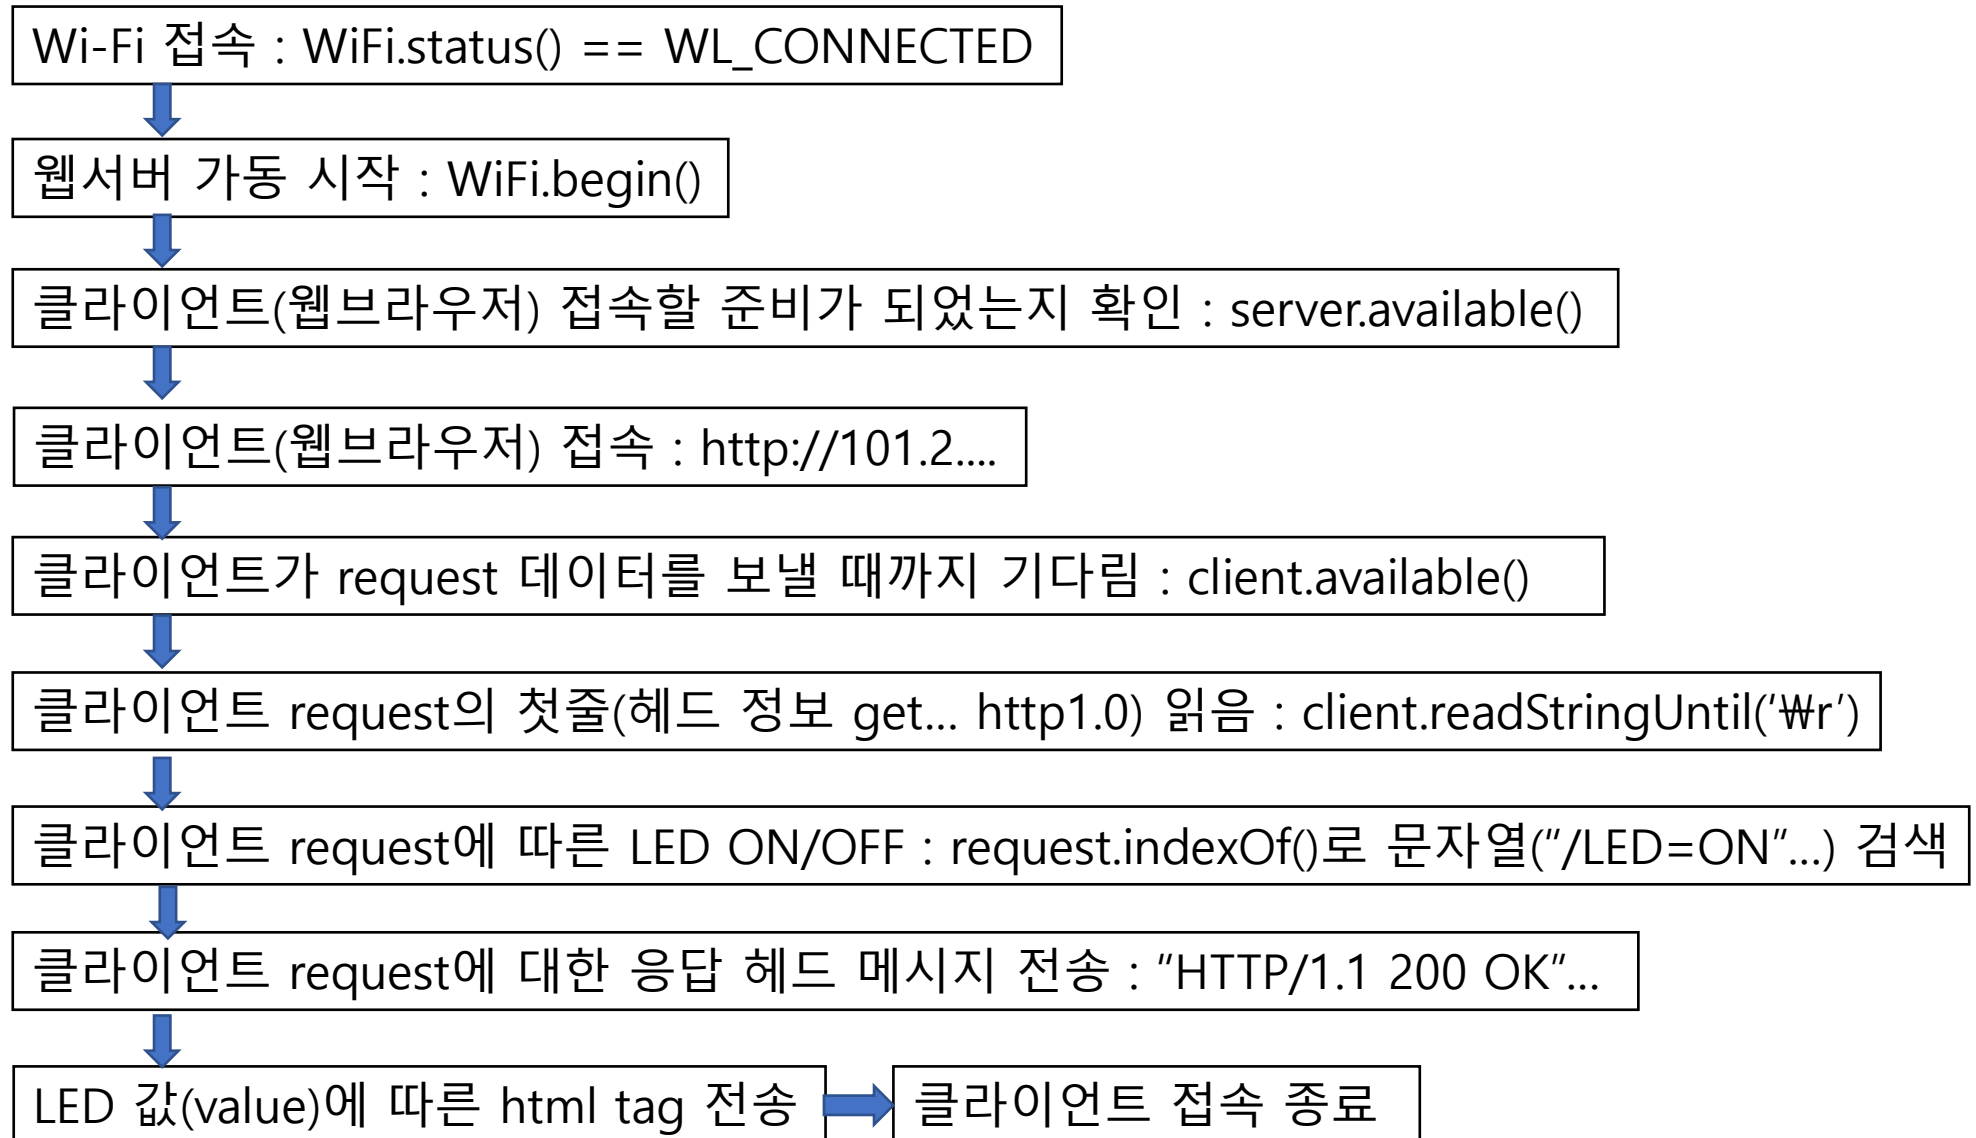 Wi-Fi 접속 : WiFi.status() == WL_CONNECTED
웹서버 가동 시작 : WiFi.begin()
클라이언트(웹브라우저) 접속할 준비가 되었는지 확인 : server.available()
클라이언트(웹브라우저) 접속 : http://101.2....
클라이언트가 request 데이터를 보낼 때까지 기다림 : client.available()
클라이언트 request의 첫줄(헤드 정보 get... http1.0) 읽음 : client.readStringUntil(‘₩r’)
클라이언트 request에 따른 LED ON/OFF : request.indexOf()로 문자열(“/LED=ON”...) 검색
클라이언트 request에 대한 응답 헤드 메시지 전송 : “HTTP/1.1 200 OK”...
LED 값(value)에 따른 html tag 전송
클라이언트 접속 종료